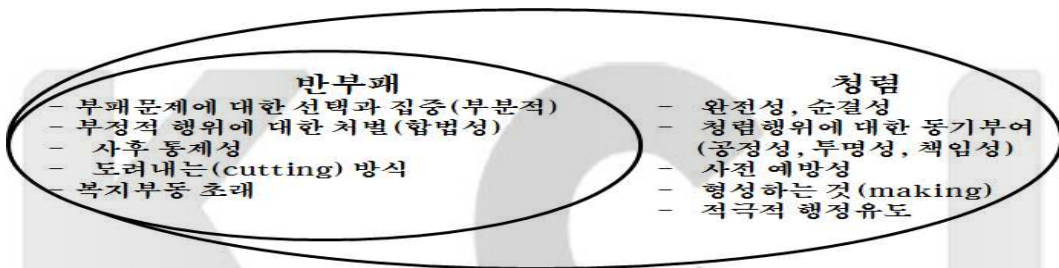 반부패
- 부패문제에 대한 선택과 집중(부분적)
- 부정적 행위에 대한 처벌(합법성)
- 사후 통제성
- 도려내는(cutting) 방식
- 복지부동 초래
청렴
- 완전성, 순결성
- 청렴행위에 대한 동기부여
(공정성, 투명성, 책임성)
- 사전 예방성
- 형성하는 것(making)
- 적극적 행정유도